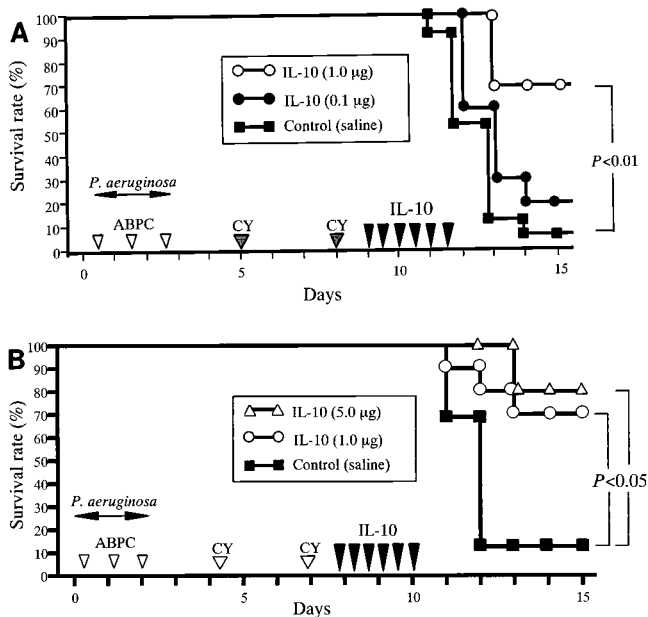 A
Survival rate (%)
100
90
80
70
60
50
40
30
20
10
0
IL-10 (1.0 μg)
IL-10 (0.1 μg)
Control (saline)
P. aeruginosa
ABPC
CY
CY
IL-10
P<0.01
0
5
10
15
Days
B
Survival rate (%)
100
90
80
70
60
50
40
30
20
10
0
IL-10 (5.0 μg)
IL-10 (1.0 μg)
Control (saline)
P. aeruginosa
ABPC
CY
CY
IL-10
P<0.05
0
5
10
15
Days